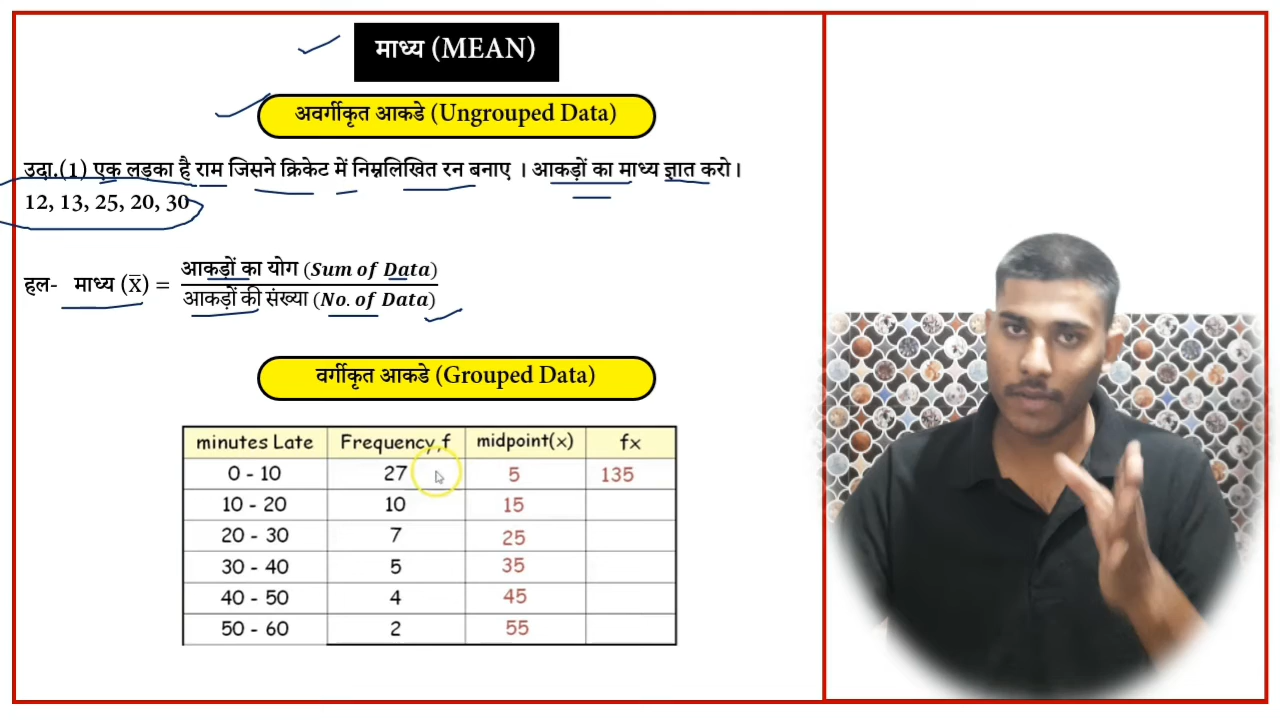 माध्य (MEAN)
अवर्गीकृत आकडे (Ungrouped Data)
उदा.(1) एक लड़का है राम जिसने क्रिकेट में निम्नलिखित रन बनाए । आकड़ों का माध्य ज्ञात करो।
12, 13, 25, 20, 30
हल- माध्य (x̅) = आकड़ों का योग (Sum of Data)
आकड़ों की संख्या (No. of Data)
वर्गीकृत आकडे (Grouped Data)
minutes Late Frequency,f midpoint(x) fx
0 - 10 27 5 135
10 - 20 10 15
20 - 30 7 25
30 - 40 5 35
40 - 50 4 45
50 - 60 2 55